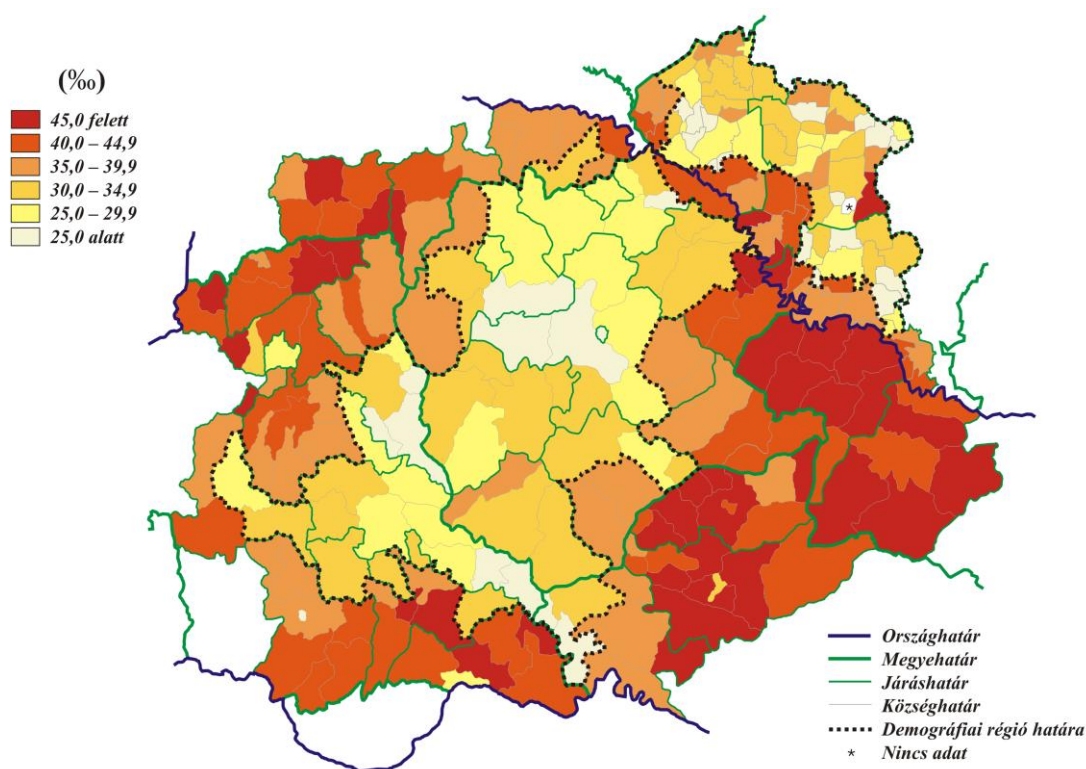 (‰)
45,0 felett
40,0 – 44,9
35,0 – 39,9
30,0 – 34,9
25,0 – 29,9
25,0 alatt
*
Országhatár
Megyehatár
Járáshatár
Községhatár
Demográfiai régió határa
* Nincs adat